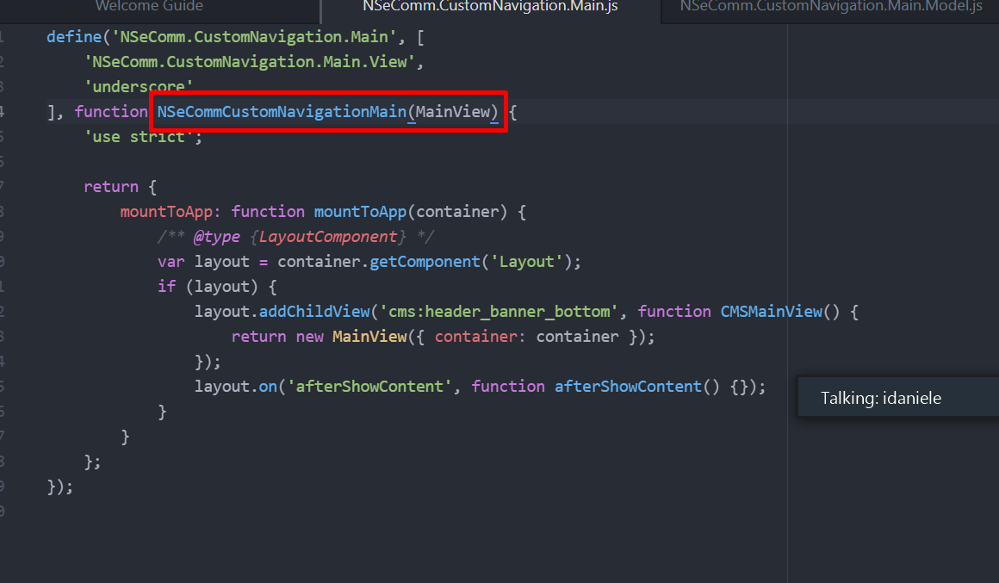 Welcome Guide
NSeComm.CustomNavigation.Main.js
NSeComm.CustomNavigation.Main.Model.js
define('NSeComm.CustomNavigation.Main', [
'NSeComm.CustomNavigation.Main.View',
'underscore'
], function NSeCommCustomNavigationMain(MainView) {
'use strict';
return {
mountToApp: function mountToApp(container) {
/** @type {LayoutComponent} */
var layout = container.getComponent('Layout');
if (layout) {
layout.addChildView('cms:header_banner_bottom', function CMSMainView() {
return new MainView({ container: container });
});
layout.on('afterShowContent', function afterShowContent() {});
}
}
};
});
Talking: idaniele